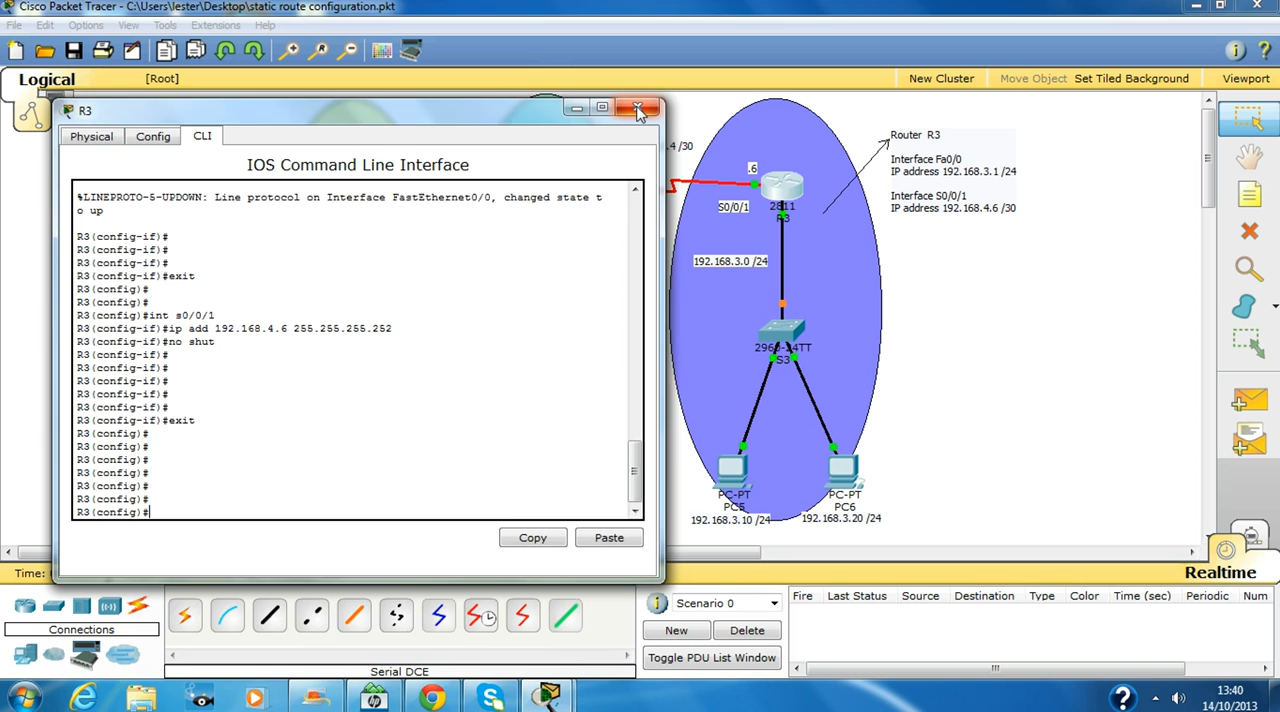 Cisco Packet Tracer - C:\Users\lester\Desktop\static route configuration.pkt
File Edit Options View Tools Extensions Help
Logical [Root] New Cluster Move Object Set Tiled Background Viewport
R3
Physical Config CLI
IOS Command Line Interface
%LINEPROTO-5-UPDOWN: Line protocol on Interface FastEthernet0/0, changed state t
o up
R3(config-if)#
R3(config-if)#
R3(config-if)#
R3(config-if)#exit
R3(config)#
R3(config)#
R3(config)#int s0/0/1
R3(config-if)#ip add 192.168.4.6 255.255.255.252
R3(config-if)#no shut
R3(config-if)#
R3(config-if)#
R3(config-if)#
R3(config-if)#
R3(config-if)#
R3(config-if)#exit
R3(config)#
R3(config)#
R3(config)#
R3(config)#
R3(config)#
R3(config)#
R3(config)#
Copy Paste
.4 /30
.6
S0/0/1
2811
R3
192.168.3.0 /24
S3
PC-PT
PC5
192.168.3.10 /24
PC-PT
PC6
192.168.3.20 /24
Router R3
Interface Fa0/0
IP address 192.168.3.1 /24
Interface S0/0/1
IP address 192.168.4.6 /30
Time:
Realtime
Connections
Serial DCE
Scenario 0
New Delete
Toggle PDU List Window
Fire Last Status Source Destination Type Color Time (sec) Periodic Num
13:40
14/10/2013